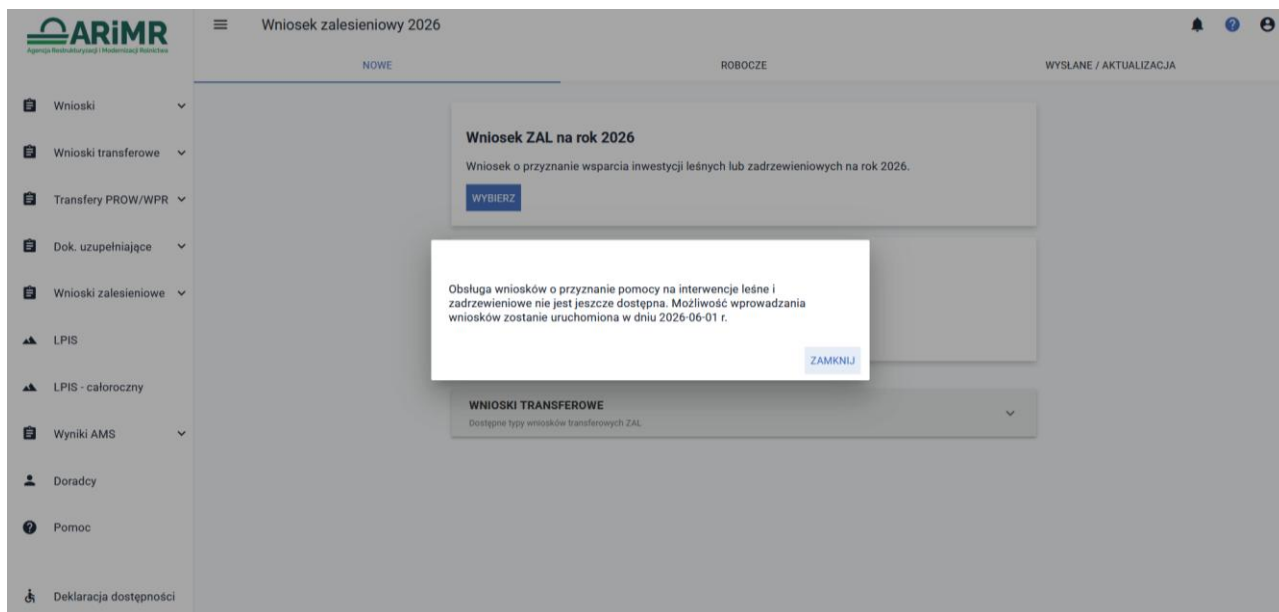 ARiMR
Agencja Restrukturyzacji i Modernizacji Rolnictwa
Wniosek zalesieniowy 2026
NOWE
ROBOCZE
WYSŁANE / AKTUALIZACJA
Wnioski
Wnioski transferowe
Transfery PROW/WPR
Dok. uzupełniające
Wnioski zalesieniowe
LPIS
LPIS - całoroczny
Wyniki AMS
Doradcy
Pomoc
Deklaracja dostępności
Wniosek ZAL na rok 2026
Wniosek o przyznanie wsparcia inwestycji leśnych lub zadrzewieniowych na rok 2026.
WYBIERZ
Obsługa wniosków o przyznanie pomocy na interwencje leśne i
zadrzewieniowe nie jest jeszcze dostępna. Możliwość wprowadzania
wniosków zostanie uruchomiona w dniu 2026-06-01 r.
ZAMKNIJ
WNIOSKI TRANSFEROWE
Dostępne typy wniosków transferowych ZAL